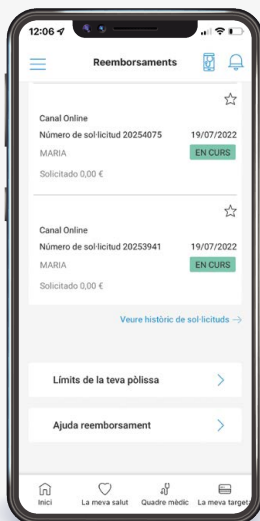 12:06
Reemborsaments
Canal Online
Número de sol·licitud 20254075 19/07/2022
MARIA EN CURS
Solicitado 0,00 €
Canal Online
Número de sol·licitud 20253941 19/07/2022
MARIA EN CURS
Solicitado 0,00 €
Veure històric de sol·licituds →
Límits de la teva pòlissa
Ajuda reemborsament
Inici La meva salut Quadre mèdic La meva targeta